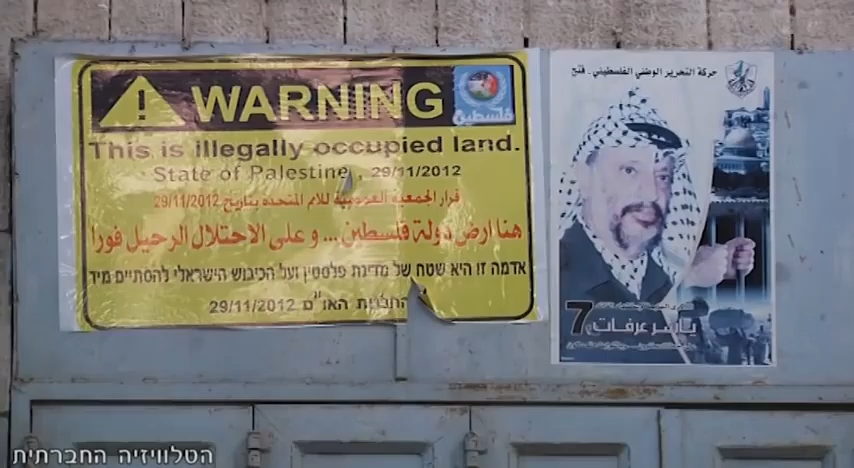 WARNING
فلسطين
This is illegally occupied land.
State of Palestine, 29/11/2012
قرار الجمعية العمومية للامم المتحدة بتاريخ 29/11/2012
هنا ارض دولة فلسطين... وعلى الاحتلال الرحيل فورا
אדמה זו היא שטח של מדינת פלסטין ועל הכיבוש הישראלי להסתיים מיד
החלטת האו"ם 29/11/2012
حركة التحرير الوطني الفلسطيني - فتح
7
ياسر عرفات
הטלוויזיה החברתית